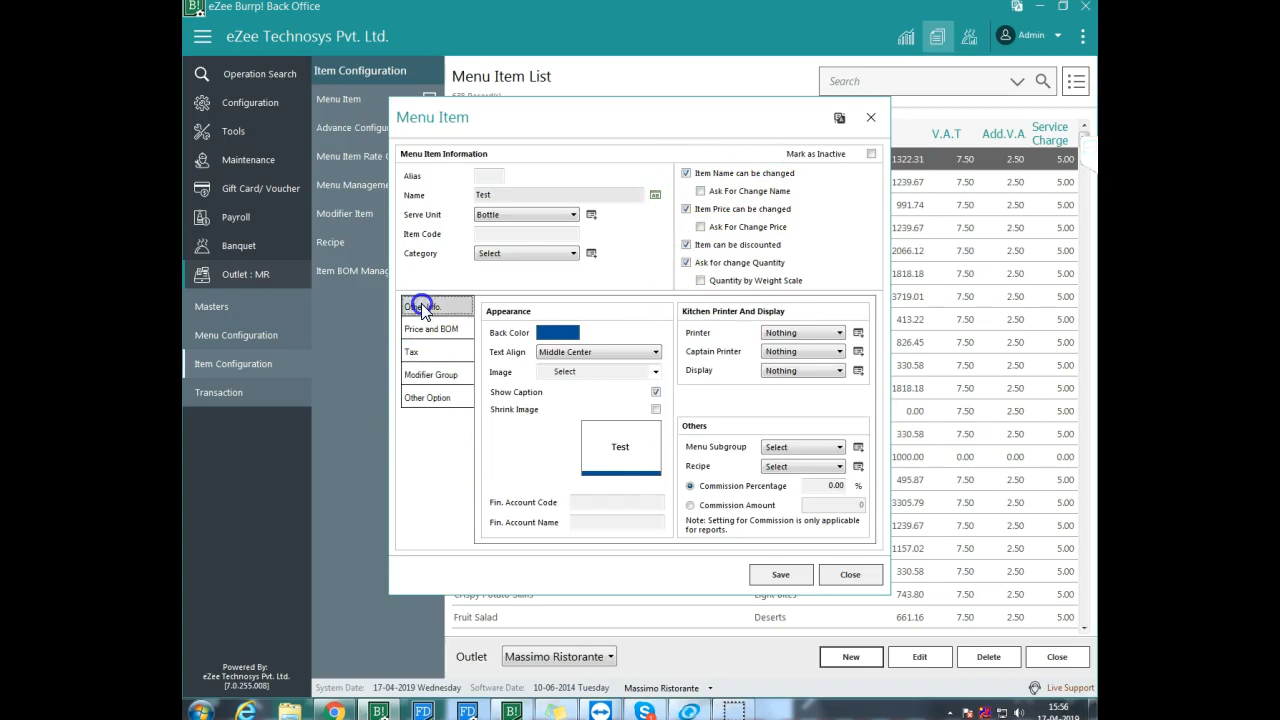 eZee Burrp! Back Office
eZee Technosys Pvt. Ltd.
Admin
Operation Search
Configuration
Tools
Maintenance
Gift Card/ Voucher
Payroll
Banquet
Outlet : MR
Masters
Menu Configuration
Item Configuration
Transaction
Powered By:
eZee Technosys Pvt. Ltd.
[7.0.255.008]
Item Configuration
Menu Item
Advance Configu
Menu Item Rate
Menu Manageme
Modifier Item
Recipe
Item BOM Manag
Menu Item List
Search
V.A.T Add.V.A Service Charge
1322.31 7.50 2.50 5.00
1239.67 7.50 2.50 5.00
991.74 7.50 2.50 5.00
1239.67 7.50 2.50 5.00
2066.12 7.50 2.50 5.00
1818.18 7.50 2.50 5.00
3719.01 7.50 2.50 5.00
413.22 7.50 2.50 5.00
826.45 7.50 2.50 5.00
330.58 7.50 2.50 5.00
1818.18 7.50 2.50 5.00
0.00 7.50 2.50 5.00
330.58 7.50 2.50 5.00
1000.00 0.00 0.00 0.00
495.87 7.50 2.50 5.00
3305.79 7.50 2.50 5.00
1239.67 7.50 2.50 5.00
1157.02 7.50 2.50 5.00
330.58 7.50 2.50 5.00
Crispy Potato Skins Light Bites 743.80 7.50 2.50 5.00
Fruit Salad Deserts 661.16 7.50 2.50 5.00
Menu Item
Menu Item Information
Mark as Inactive
Alias
Name Test
Serve Unit Bottle
Item Code
Category Select
Item Name can be changed
Ask For Change Name
Item Price can be changed
Ask For Change Price
Item can be discounted
Ask for change Quantity
Quantity by Weight Scale
Price and BOM
Tax
Modifier Group
Other Option
Appearance
Back Color
Text Align Middle Center
Image Select
Show Caption
Shrink Image
Test
Fin. Account Code
Fin. Account Name
Kitchen Printer And Display
Printer Nothing
Captain Printer Nothing
Display Nothing
Others
Menu Subgroup Select
Recipe Select
Commission Percentage 0.00 %
Commission Amount 0
Note: Setting for Commission is only applicable
for reports.
Save Close
Outlet Massimo Ristorante New Edit Delete Close
System Date: 17-04-2019 Wednesday Software Date: 10-06-2014 Tuesday Massimo Ristorante Live Support
15:56
17-04-2019